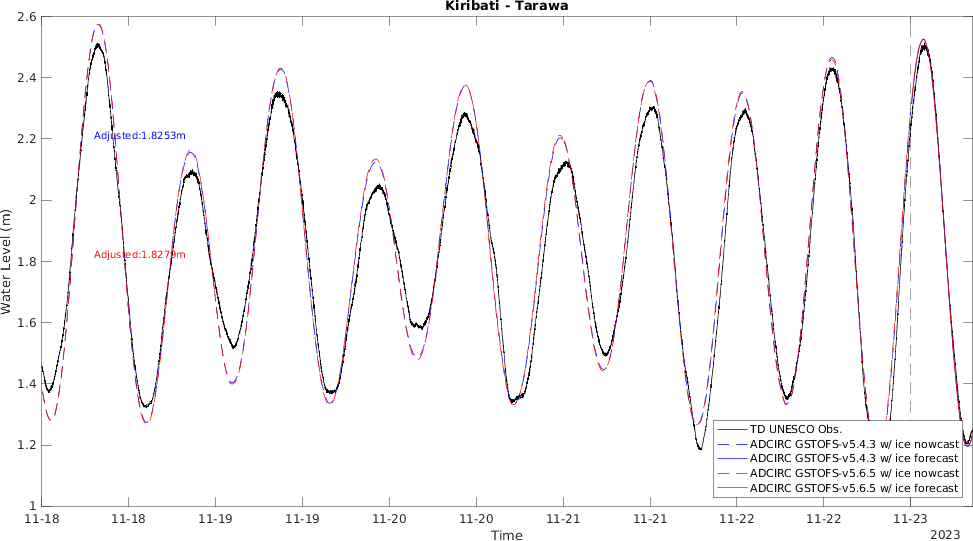 Kiribati - Tarawa
2.6
2.4
2.2
2
1.8
1.6
1.4
1.2
1
Water Level (m)
Adjusted:1.8253m
Adjusted:1.8279m
TD UNESCO Obs.
ADCIRC GSTOFS-v5.4.3 w/ ice nowcast
ADCIRC GSTOFS-v5.4.3 w/ ice forecast
ADCIRC GSTOFS-v5.6.5 w/ ice nowcast
ADCIRC GSTOFS-v5.6.5 w/ ice forecast
11-18 11-18 11-19 11-19 11-20 11-20 11-21 11-21 11-22 11-22 11-23
Time
2023